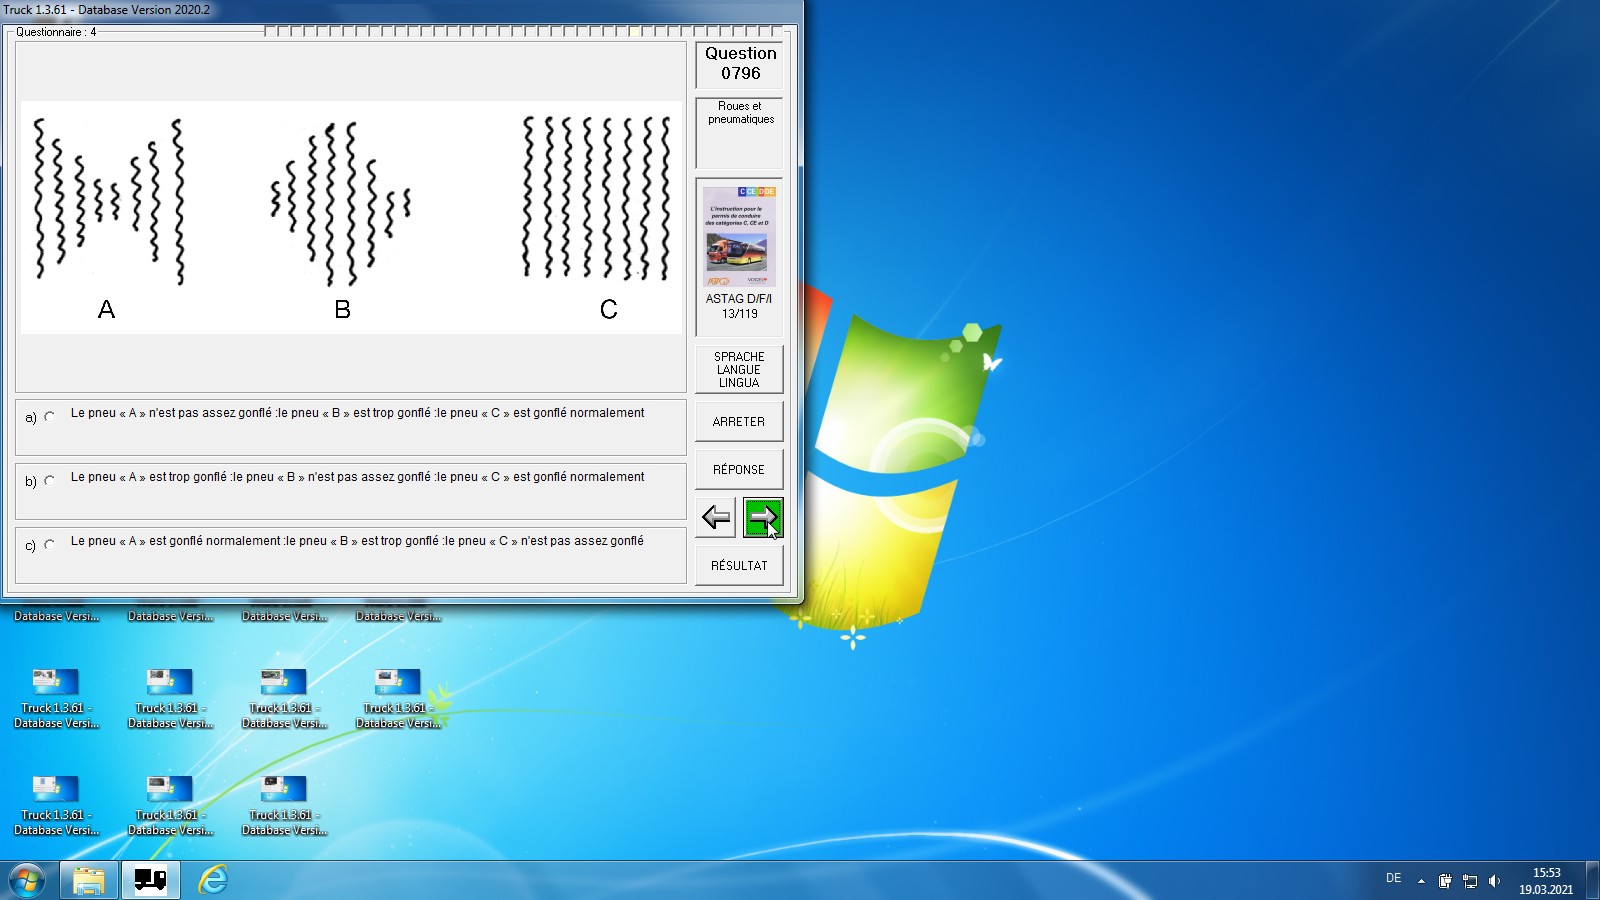 Truck 1.3.61 - Database Version 2020.2
Questionnaire : 4
Question
0796
Roues et
pneumatiques
CCEDDE
L'instruction pour le
permis de conduire
des catégories C, CE et D
ASTAG D/F/I
13/119
A
B
C
SPRACHE
LANGUE
LINGUA
a) Le pneu « A » n'est pas assez gonflé :le pneu « B » est trop gonflé :le pneu « C » est gonflé normalement
ARRETER
b) Le pneu « A » est trop gonflé :le pneu « B » n'est pas assez gonflé :le pneu « C » est gonflé normalement
RÉPONSE
c) Le pneu « A » est gonflé normalement :le pneu « B » est trop gonflé :le pneu « C » n'est pas assez gonflé
RÉSULTAT
Database Versi...
Database Versi...
Database Versi...
Database Versi...
Truck 1.3.61 -
Database Versi...
Truck 1.3.61 -
Database Versi...
Truck 1.3.61 -
Database Versi...
Truck 1.3.61 -
Database Versi...
Truck 1.3.61 -
Database Versi...
Truck 1.3.61 -
Database Versi...
Truck 1.3.61 -
Database Versi...
DE
15:53
19.03.2021